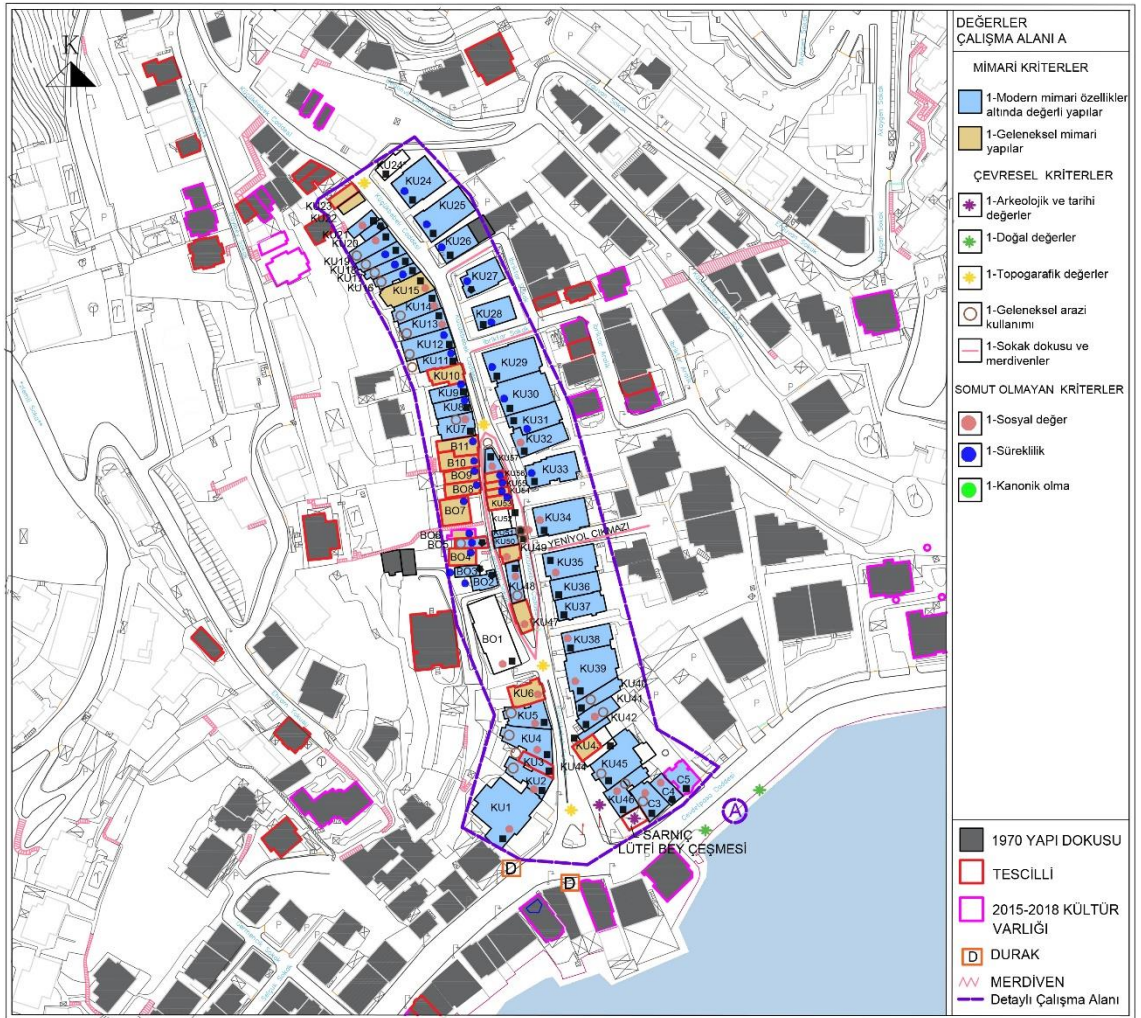 K
KU24
KU24
KU25
KU26
KU23
KU22
KU21
KU20
KU19
KU18
KU17
KU16
KU15
KU14
KU13
KU12
KU11
KU10
KU9
KU8
KU7
KU27
KU28
KU29
KU30
KU31
KU32
KU33
KU34
YENİYOL ÇIKMAZI
KU35
KU36
KU37
KU38
KU39
KU40
KU41
KU42
B11
B10
BO9
BO8
BO7
BO6
BO5
BO4
BO3
BO2
BO1
KU57
KU56
KU55
KU54
KU53
KU52
KU51
KU50
KU49
KU48
KU47
KU6
KU5
KU4
KU3
KU2
KU1
KU44
KU45
KU46
C3
C4
C5
SARNIÇ
LÜTFİ BEY ÇEŞMESİ
A
D
D
DEĞERLER
ÇALIŞMA ALANI A
MİMARİ KRİTERLER
1-Modern mimari özellikler
altında değerli yapılar
1-Geleneksel mimari
yapılar
ÇEVRESEL KRİTERLER
1-Arkeolojik ve tarihi
değerler
1-Doğal değerler
1-Topografik değerler
1-Geleneksel arazi
kullanımı
1-Sokak dokusu ve
merdivenler
SOMUT OLMAYAN KRİTERLER
1-Sosyal değer
1-Süreklilik
1-Kanonik olma
1970 YAPI DOKUSU
TESCİLLİ
2015-2018 KÜLTÜR
VARLIĞI
D DURAK
MERDİVEN
Detaylı Çalışma Alanı